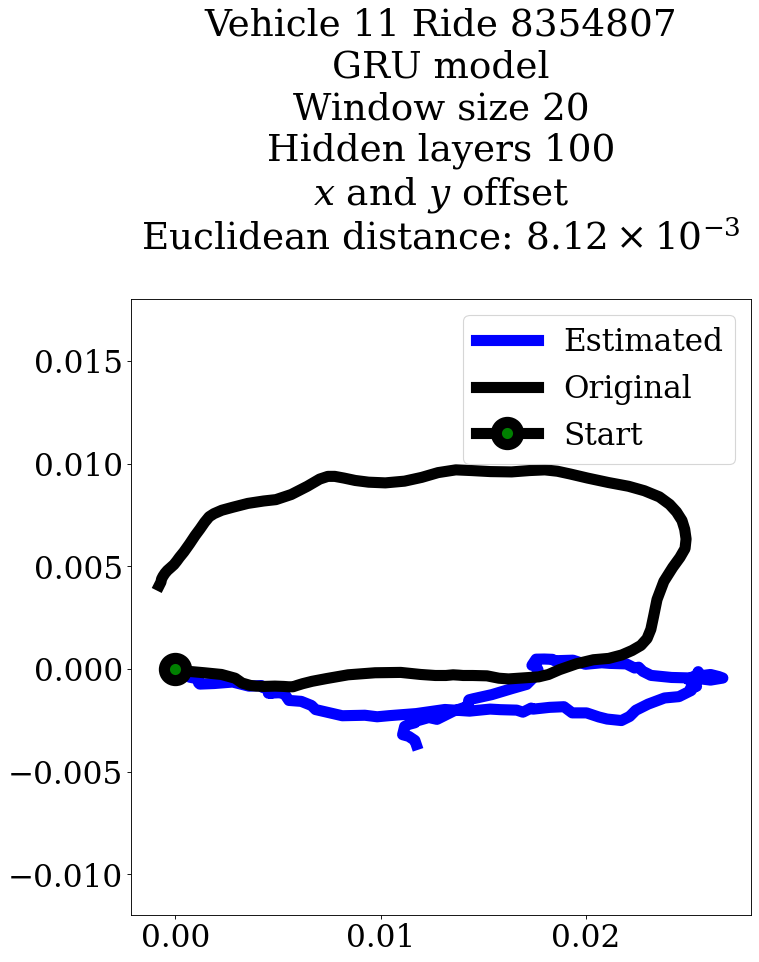 Vehicle 11 Ride 8354807
GRU model
Window size 20
Hidden layers 100
x and y offset
Euclidean distance: 8.12 × 10⁻³
Estimated
Original
Start
0.015
0.010
0.005
0.000
−0.005
−0.010
0.00 0.01 0.02